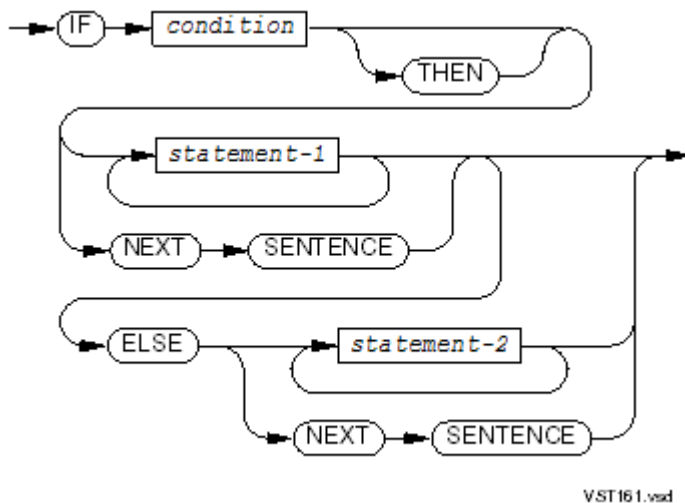 IF condition
THEN
statement-1
NEXT SENTENCE
ELSE statement-2
NEXT SENTENCE
VST161.vsd